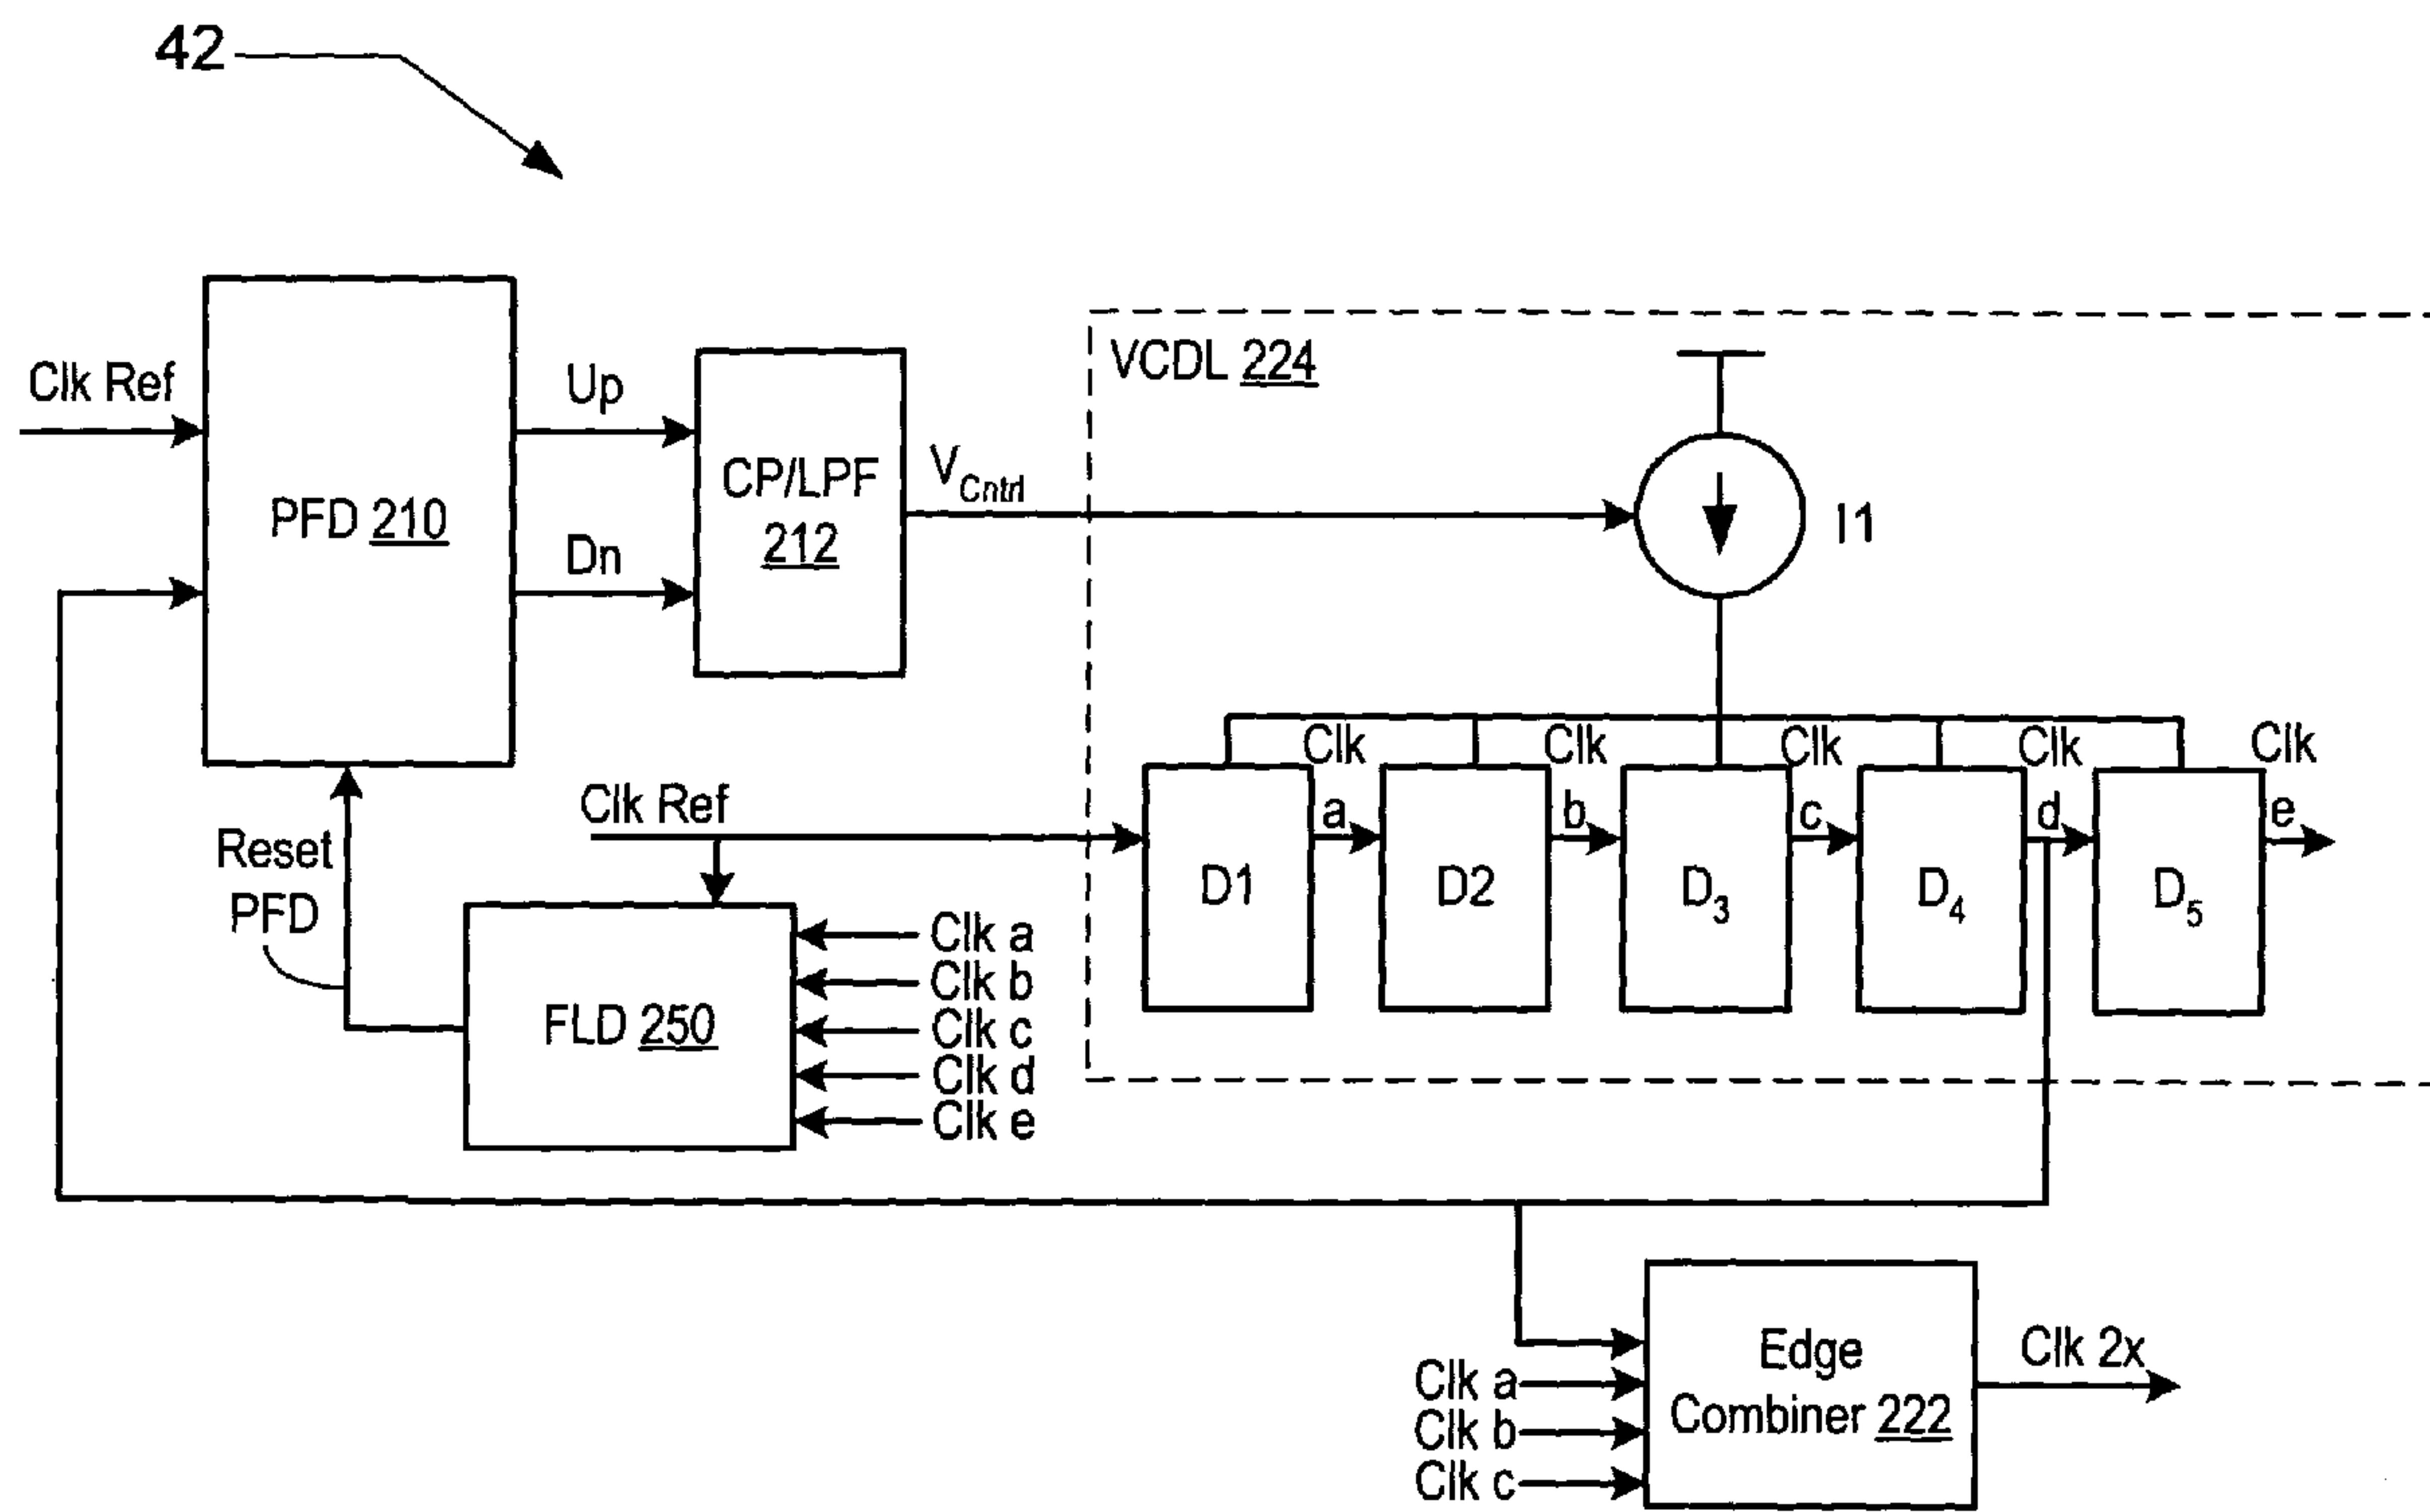 42
Clk Ref
PFD 210
Up
Dn
CP/LPF
212
VCntrl
VCDL 224
I1
Clk
a
Clk
b
Clk
c
Clk
d
Clk
e
D1
D2
D3
D4
D5
Clk Ref
Reset
PFD
FLD 250
Clk a
Clk b
Clk c
Clk d
Clk e
Edge
Combiner 222
Clk a
Clk b
Clk c
Clk 2x